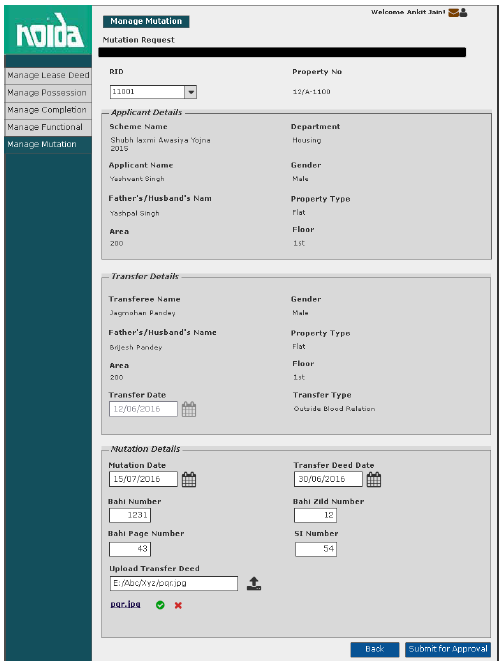 Welcome Ankit Jain!
noida
Manage Mutation
Mutation Request
Manage Lease Deed
Manage Possession
Manage Completion
Manage Functional
Manage Mutation
RID
Property No
11001
12/A-1100
Applicant Details
Scheme Name
Department
Shubh laxmi Awasiya Yojna
2015
Housing
Applicant Name
Gender
Yashwant Singh
Male
Father's/Husband's Nam
Property Type
Yashpal Singh
Flat
Area
Floor
200
1st
Transfer Details
Transferee Name
Gender
Jagmohan Pandey
Male
Father's/Husband's Name
Property Type
Brijesh Pandey
Flat
Area
Floor
200
1st
Transfer Date
Transfer Type
12/06/2016
Outside Blood Relation
Mutation Details
Mutation Date
Transfer Deed Date
15/07/2016
30/06/2016
Bahi Number
Bahi Zild Number
1231
12
Bahi Page Number
SI Number
43
54
Upload Transfer Deed
E:/Abc/Xyz/pqr.jpg
pqr.jpg
Back
Submit for Approval